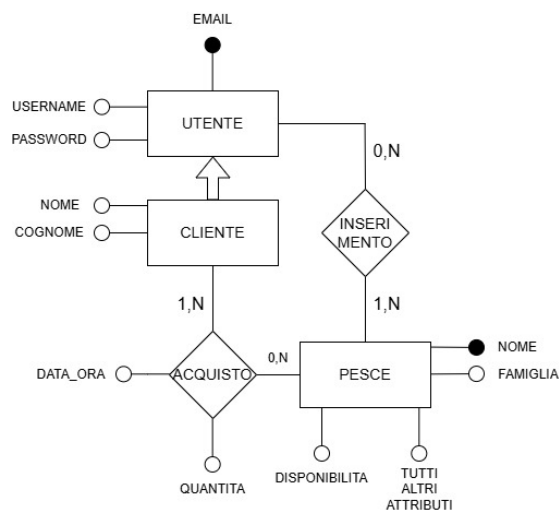 EMAIL
USERNAME
UTENTE
PASSWORD
0,N
NOME
COGNOME
CLIENTE
INSERI
MENTO
1,N
1,N
0,N
NOME
DATA_ORA
ACQUISTO
PESCE
FAMIGLIA
QUANTITA
DISPONIBILITA
TUTTI
ALTRI
ATTRIBUTI